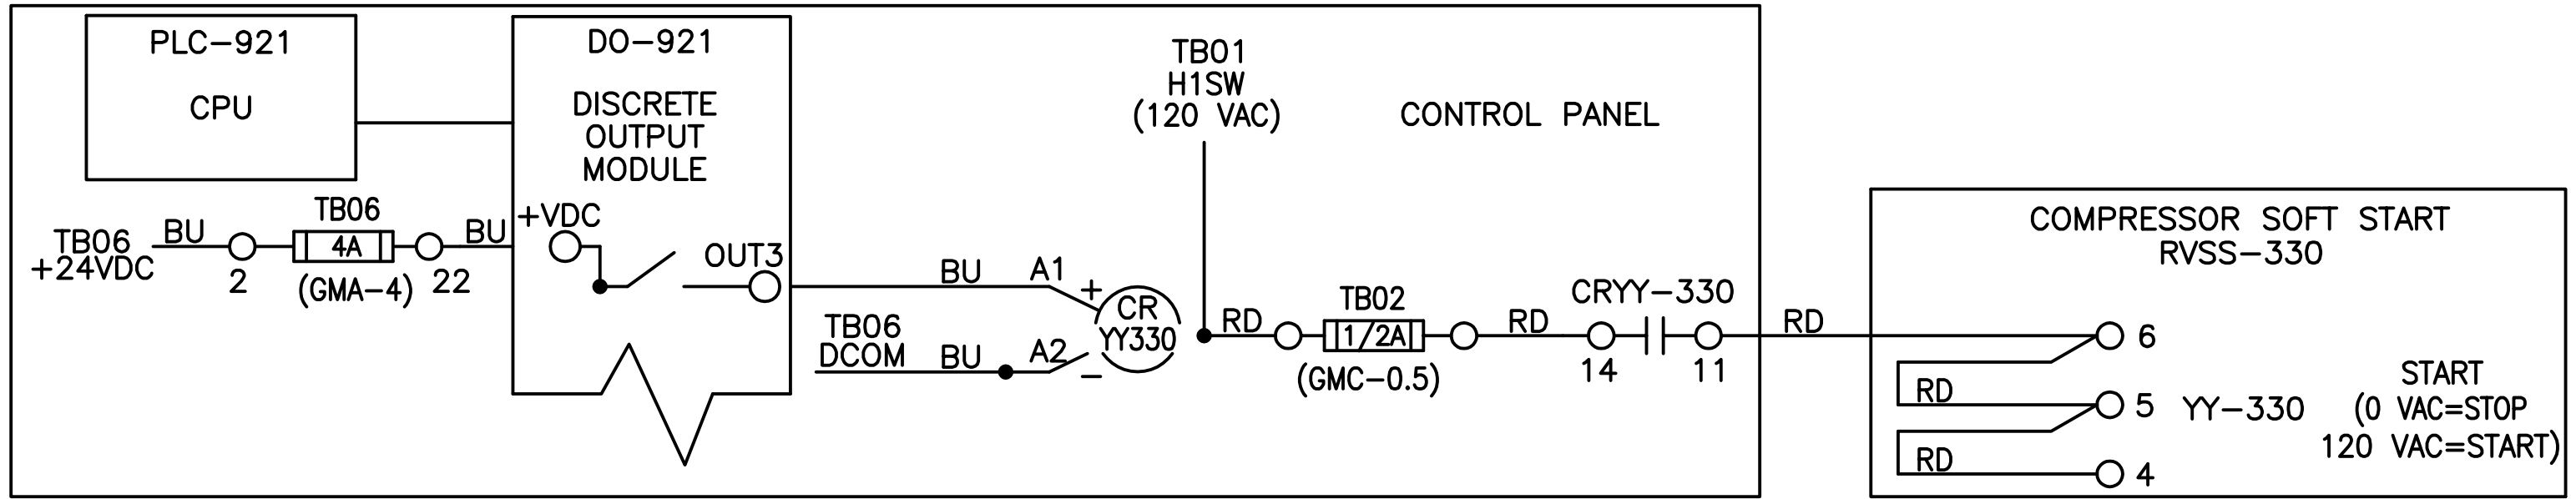 PLC-921
CPU
DO-921
DISCRETE
OUTPUT
MODULE
TB01
H1SW
(120 VAC)
CONTROL PANEL
TB06
+24VDC
BU
2
TB06
4A
(GMA-4)
22
BU
+VDC
OUT3
BU
A1
+
CR
YY330
TB06
DCOM
BU
A2
-
RD
TB02
1/2A
(GMC-0.5)
RD
CRYY-330
14
11
RD
COMPRESSOR SOFT START
RVSS-330
6
RD
5
YY-330
START
(0 VAC=STOP
120 VAC=START)
RD
4